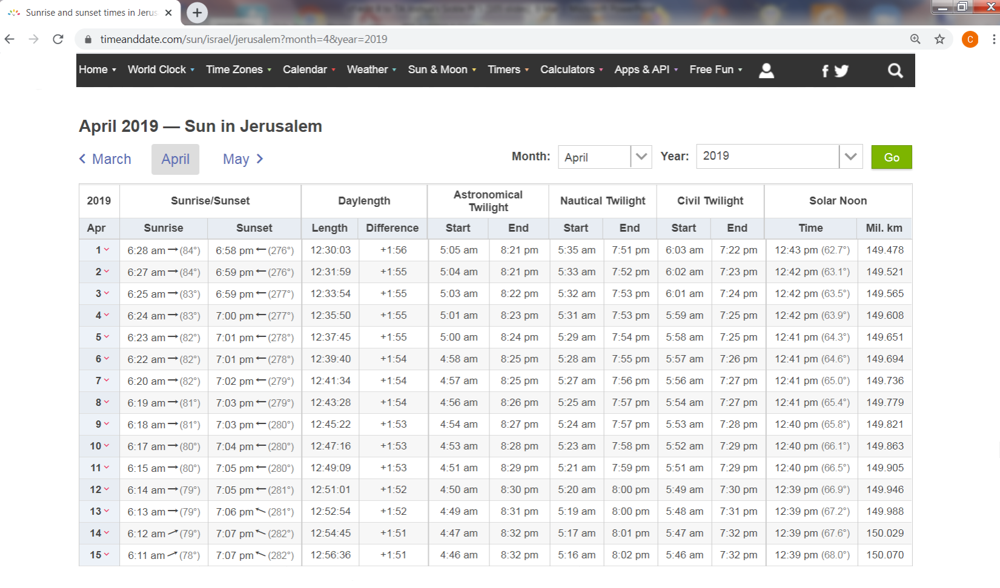 Sunrise and sunset times in Jerus
timeanddate.com/sun/israel/jerusalem?month=4&year=2019
C
Home World Clock Time Zones Calendar Weather Sun & Moon Timers Calculators Apps & API Free Fun
April 2019 — Sun in Jerusalem
March April May Month: April Year: 2019 Go
2019 Sunrise/Sunset Daylength Astronomical Twilight Nautical Twilight Civil Twilight Solar Noon
Apr Sunrise Sunset Length Difference Start End Start End Start End Time Mil. km
1 6:28 am → (84°) 6:58 pm ← (276°) 12:30:03 +1:56 5:05 am 8:21 pm 5:35 am 7:51 pm 6:03 am 7:22 pm 12:43 pm (62.7°) 149.478
2 6:27 am → (84°) 6:59 pm ← (276°) 12:31:59 +1:55 5:04 am 8:21 pm 5:33 am 7:52 pm 6:02 am 7:23 pm 12:42 pm (63.1°) 149.521
3 6:25 am → (83°) 6:59 pm ← (277°) 12:33:54 +1:55 5:03 am 8:22 pm 5:32 am 7:53 pm 6:01 am 7:24 pm 12:42 pm (63.5°) 149.565
4 6:24 am → (83°) 7:00 pm ← (277°) 12:35:50 +1:55 5:01 am 8:23 pm 5:31 am 7:53 pm 5:59 am 7:25 pm 12:42 pm (63.9°) 149.608
5 6:23 am → (82°) 7:01 pm ← (278°) 12:37:45 +1:55 5:00 am 8:24 pm 5:29 am 7:54 pm 5:58 am 7:25 pm 12:41 pm (64.3°) 149.651
6 6:22 am → (82°) 7:01 pm ← (278°) 12:39:40 +1:54 4:58 am 8:25 pm 5:28 am 7:55 pm 5:57 am 7:26 pm 12:41 pm (64.6°) 149.694
7 6:20 am → (82°) 7:02 pm ← (279°) 12:41:34 +1:54 4:57 am 8:25 pm 5:27 am 7:56 pm 5:56 am 7:27 pm 12:41 pm (65.0°) 149.736
8 6:19 am → (81°) 7:03 pm ← (279°) 12:43:28 +1:54 4:56 am 8:26 pm 5:25 am 7:57 pm 5:54 am 7:27 pm 12:41 pm (65.4°) 149.779
9 6:18 am → (81°) 7:03 pm ← (280°) 12:45:22 +1:53 4:54 am 8:27 pm 5:24 am 7:57 pm 5:53 am 7:28 pm 12:40 pm (65.8°) 149.821
10 6:17 am → (80°) 7:04 pm ← (280°) 12:47:16 +1:53 4:53 am 8:28 pm 5:23 am 7:58 pm 5:52 am 7:29 pm 12:40 pm (66.1°) 149.863
11 6:15 am → (80°) 7:05 pm ← (280°) 12:49:09 +1:53 4:51 am 8:29 pm 5:21 am 7:59 pm 5:51 am 7:29 pm 12:40 pm (66.5°) 149.905
12 6:14 am → (79°) 7:05 pm ← (281°) 12:51:01 +1:52 4:50 am 8:30 pm 5:20 am 8:00 pm 5:49 am 7:30 pm 12:39 pm (66.9°) 149.946
13 6:13 am → (79°) 7:06 pm ← (281°) 12:52:54 +1:52 4:49 am 8:31 pm 5:19 am 8:00 pm 5:48 am 7:31 pm 12:39 pm (67.2°) 149.988
14 6:12 am → (79°) 7:07 pm ← (282°) 12:54:45 +1:51 4:47 am 8:32 pm 5:17 am 8:01 pm 5:47 am 7:32 pm 12:39 pm (67.6°) 150.029
15 6:11 am → (78°) 7:07 pm ← (282°) 12:56:36 +1:51 4:46 am 8:32 pm 5:16 am 8:02 pm 5:46 am 7:32 pm 12:39 pm (68.0°) 150.070